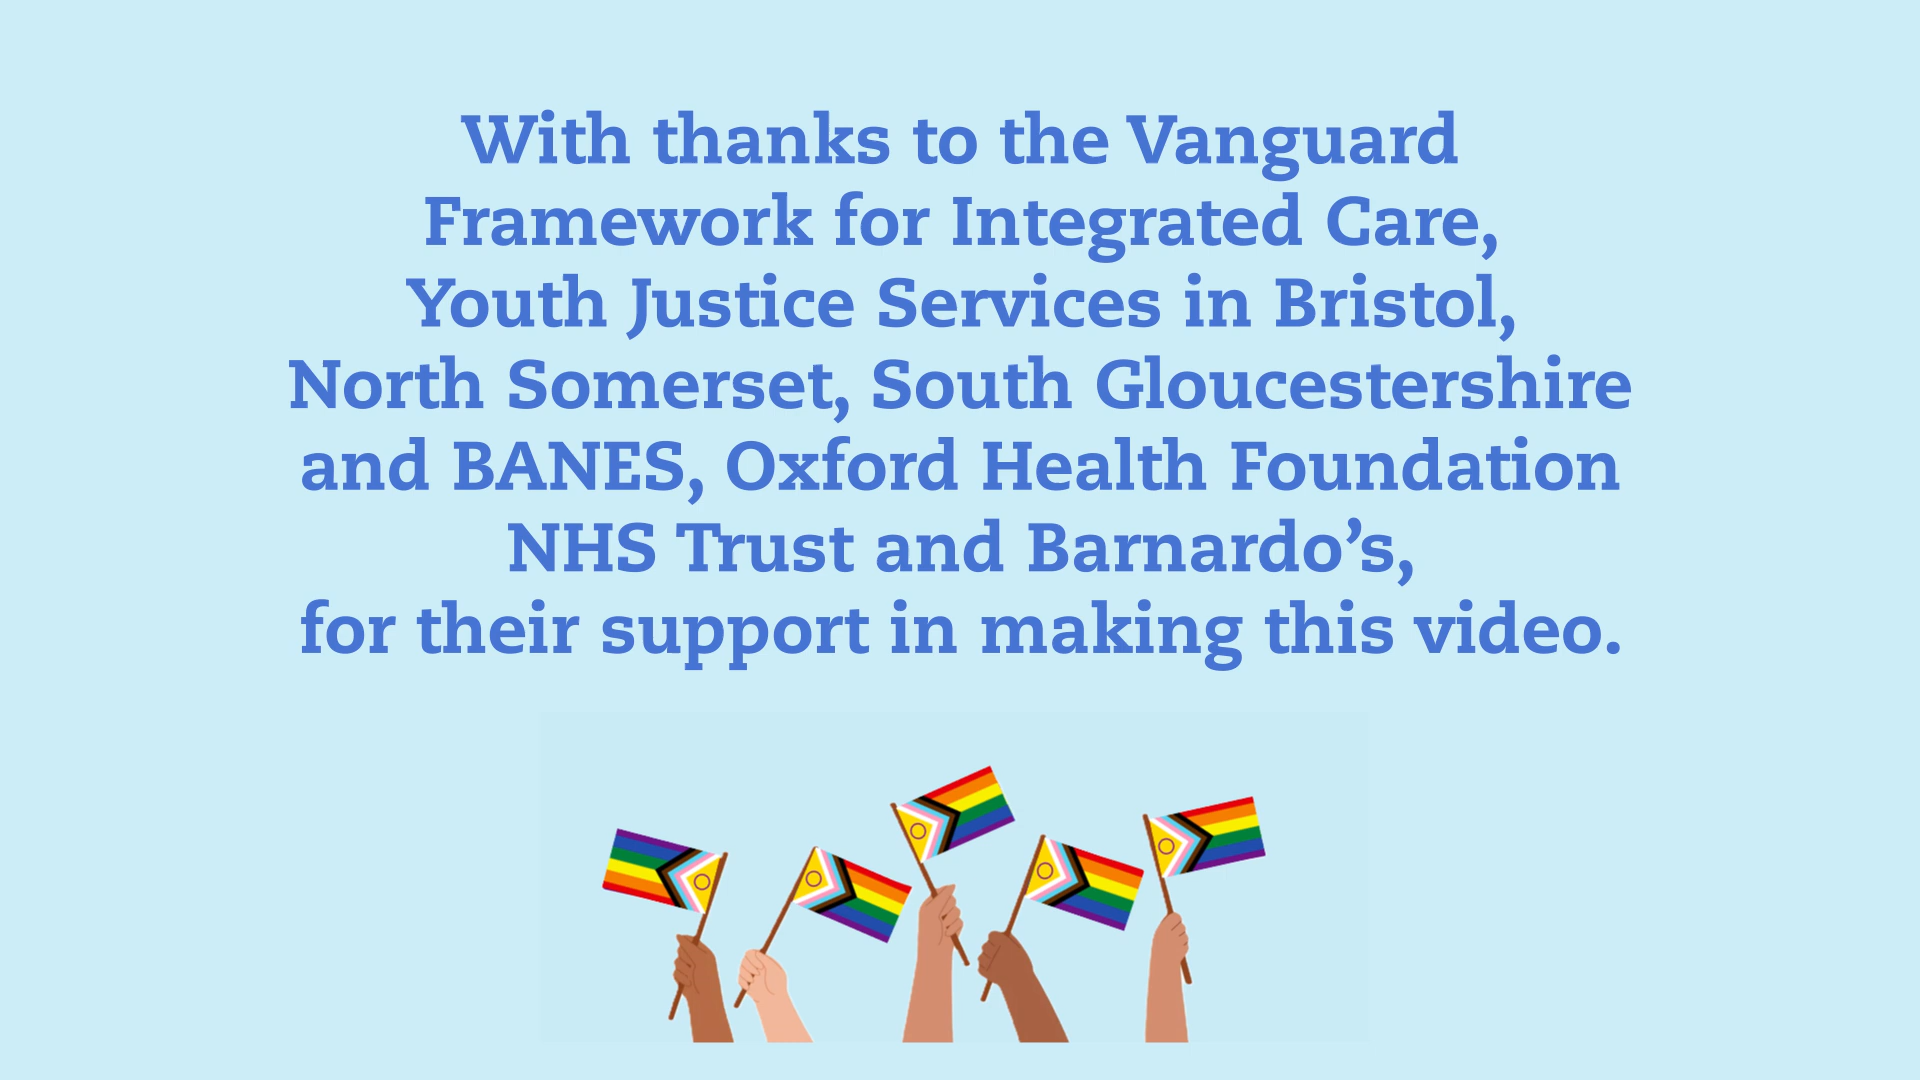 With thanks to the Vanguard
Framework for Integrated Care,
Youth Justice Services in Bristol,
North Somerset, South Gloucestershire
and BANES, Oxford Health Foundation
NHS Trust and Barnardo’s,
for their support in making this video.